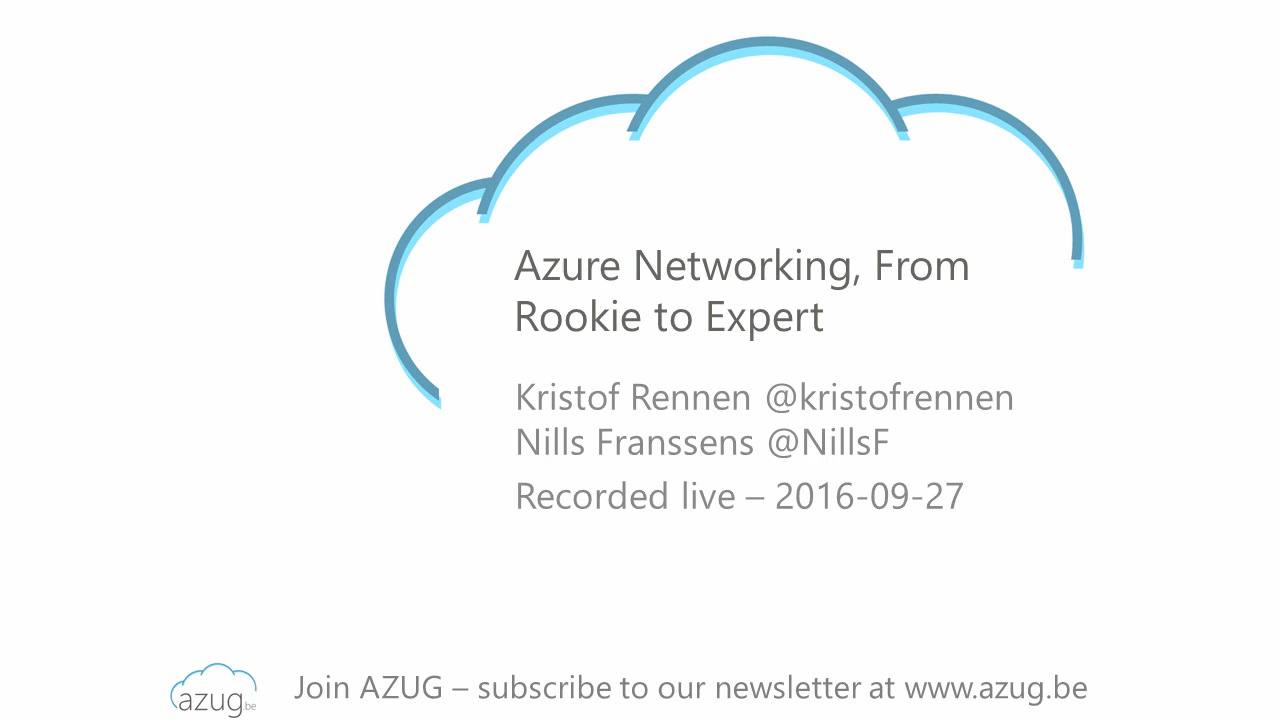 Azure Networking, From
Rookie to Expert
Kristof Rennen @kristofrennen
Nills Franssens @NillsF
Recorded live – 2016-09-27
azug.be
Join AZUG – subscribe to our newsletter at www.azug.be